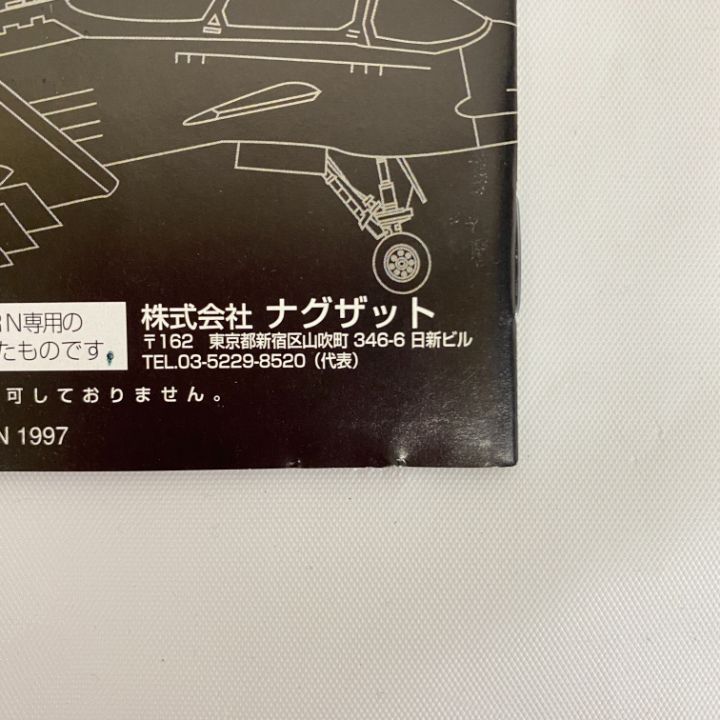 N専用の
たものです。
株式会社 ナグザット
〒162 東京都新宿区山吹町 346-6 日新ビル
TEL.03-5229-8520（代表）
可しておりません。
N 1997